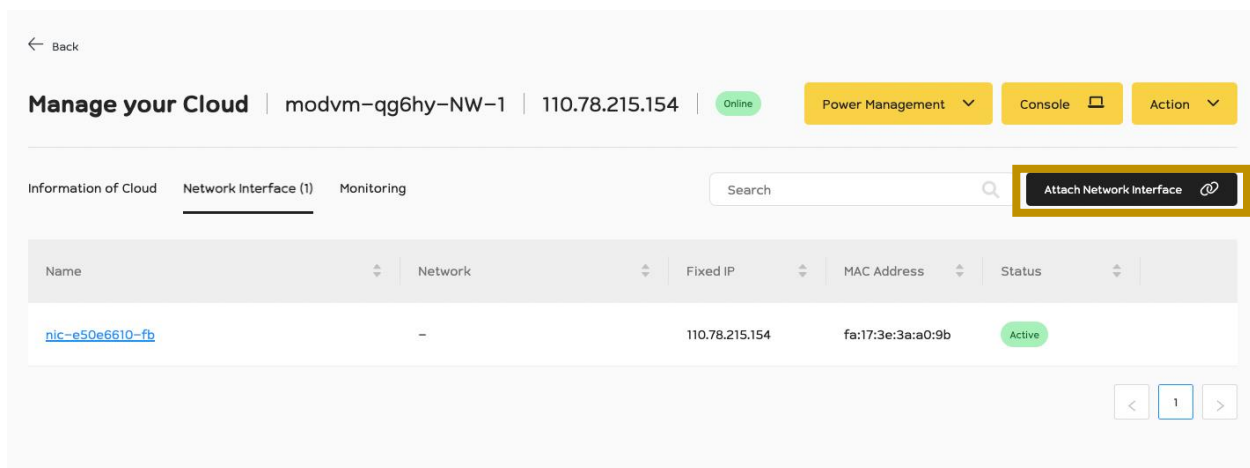 Back
Manage your Cloud | modvm-qg6hy-NW-1 | 110.78.215.154 | Online Power Management Console Action
Information of Cloud Network Interface (1) Monitoring Search Attach Network Interface
Name Network Fixed IP MAC Address Status
nic-e50e6610-fb - 110.78.215.154 fa:17:3e:3a:a0:9b Active
< 1 >